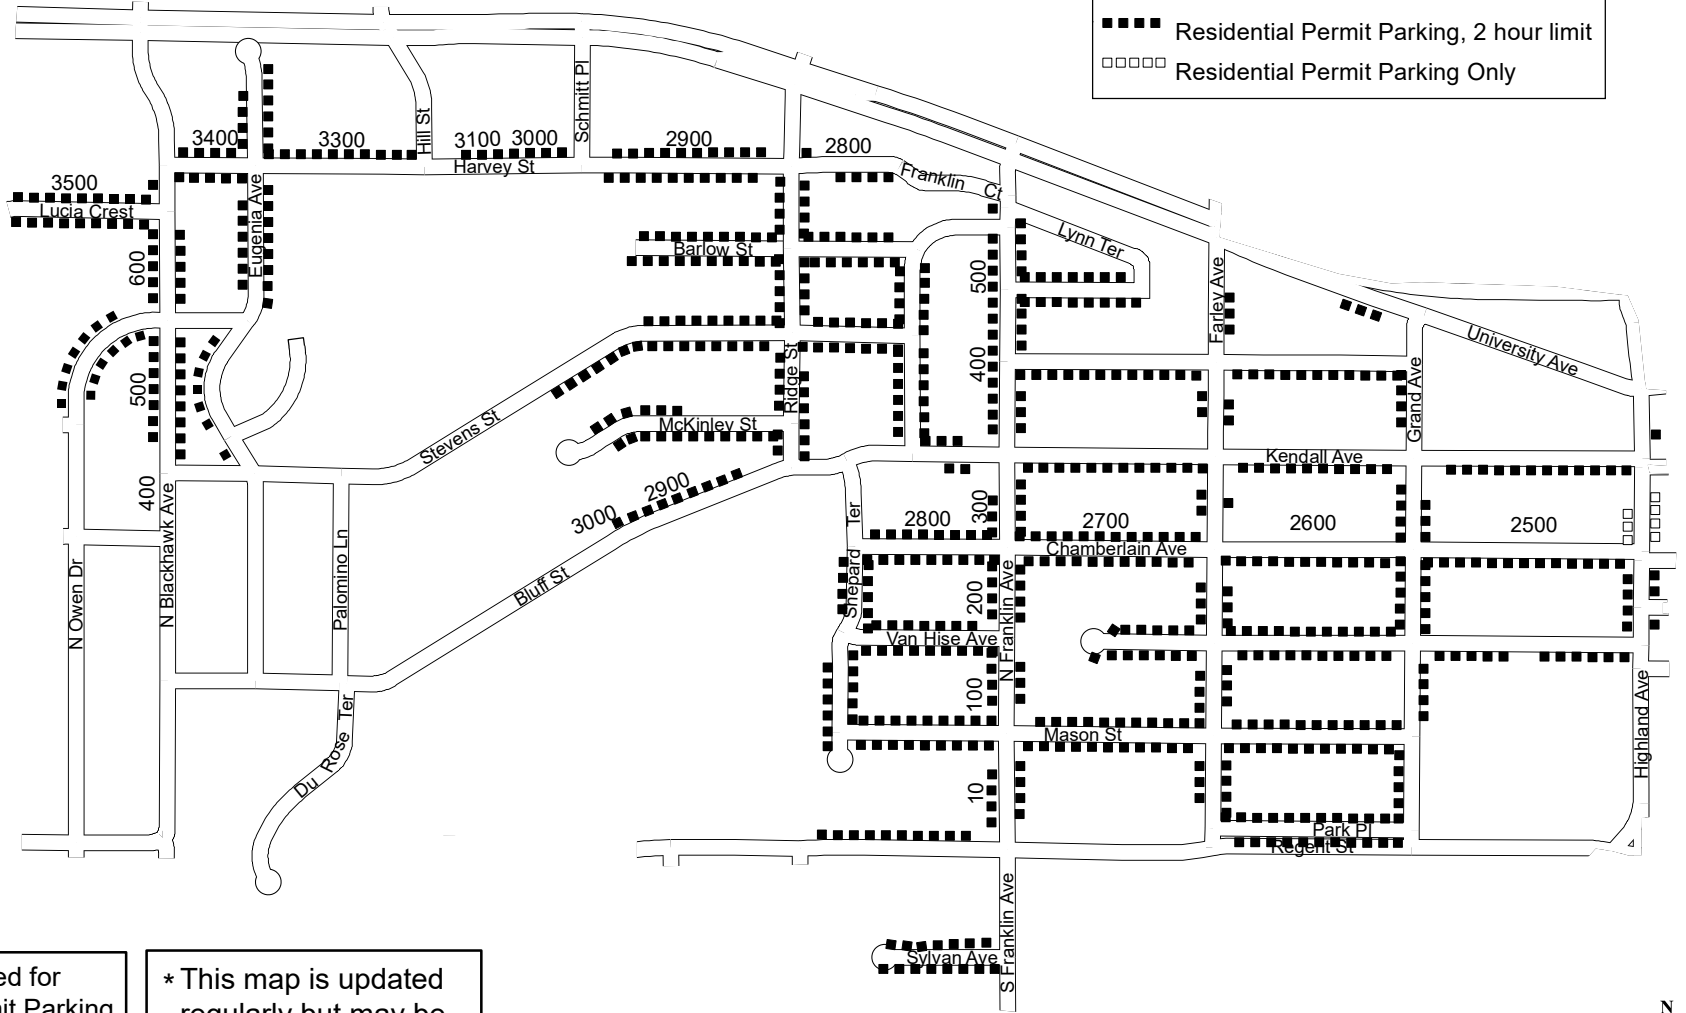 Residential Permit Parking, 2 hour limit
Residential Permit Parking Only
Schmitt Pl
Hill St
3400
3300
3100
3000
2900
2800
Harvey St
Franklin Ct
3500
Lucia Crest
Eugenia Ave
600
Barlow St
Lynn Ter
500
Farley Ave
University Ave
500
400
Ridge St
Grand Ave
McKinley St
Stevens St
Kendall Ave
400
N Blackhawk Ave
2900
3000
300
2800
2700
2600
2500
Shepard Ter
Chamberlain Ave
Palomino Ln
N Owen Dr
Bluff St
200
N Franklin Ave
Van Hise Ave
100
Highland Ave
Du Rose Ter
Mason St
10
Park Pl
Regent St
S Franklin Ave
Sylvan Ave
ed for
it Parking
* This map is updated
regularly but may be
N